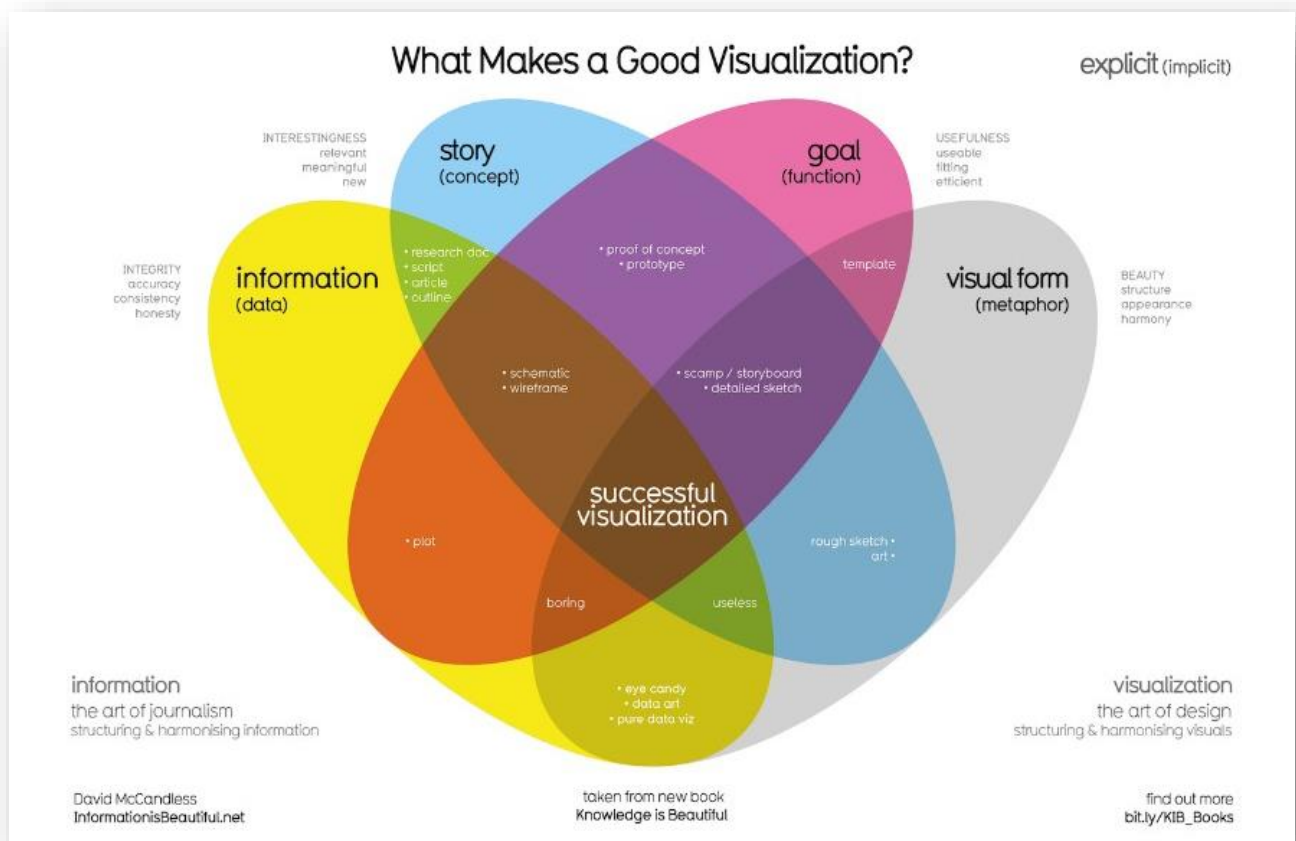 What Makes a Good Visualization?
explicit (implicit)
INTERESTINGNESS
relevant
meaningful
new
story
(concept)
goal
(function)
USEFULNESS
useable
fitting
efficient
INTEGRITY
accuracy
consistency
honesty
information
(data)
• research doc
• script
• article
• outline
• proof of concept
• prototype
template
visual form
(metaphor)
BEAUTY
structure
appearance
harmony
• schematic
• wireframe
• scamp / storyboard
• detailed sketch
successful
visualization
• plot
rough sketch •
art •
boring
useless
• eye candy
• data art
• pure data viz
information
the art of journalism
structuring & harmonising information
visualization
the art of design
structuring & harmonising visuals
David McCandless
InformationisBeautiful.net
taken from new book
Knowledge is Beautiful
find out more
bit.ly/KIB_Books